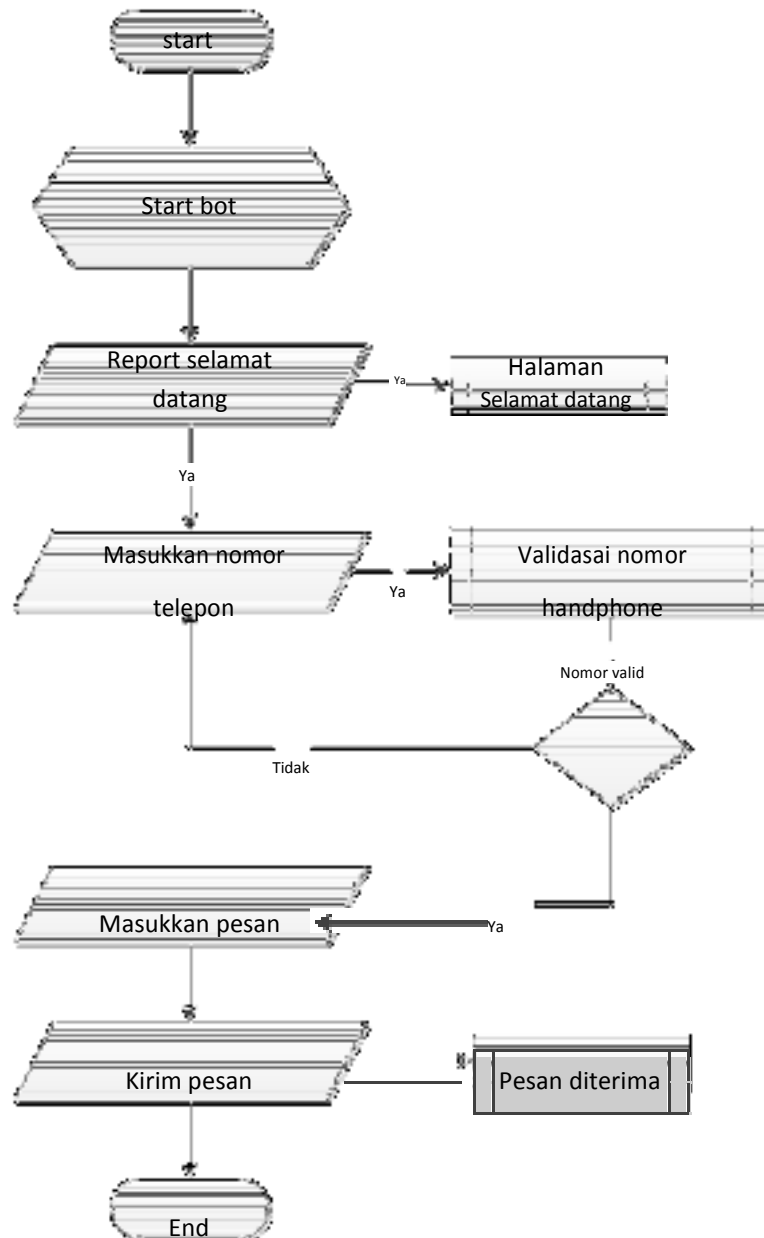 start
Start bot
Report selamat
datang
Ya
Halaman
Selamat datang
Ya
Masukkan nomor
telepon
Ya
Validasai nomor
handphone
Nomor valid
Tidak
Masukkan pesan
Ya
Kirim pesan
Pesan diterima
End